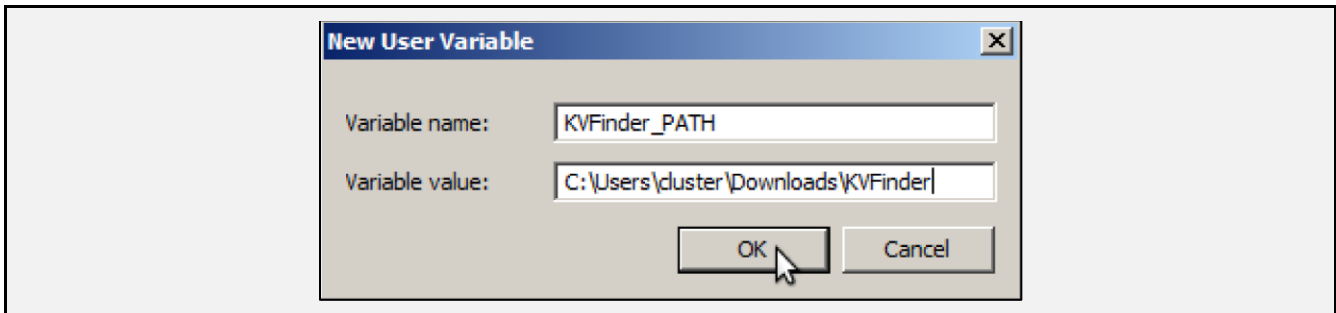 New User Variable
Variable name: KVFinder_PATH
Variable value: C:\Users\cluster\Downloads\KVFinder
OK Cancel